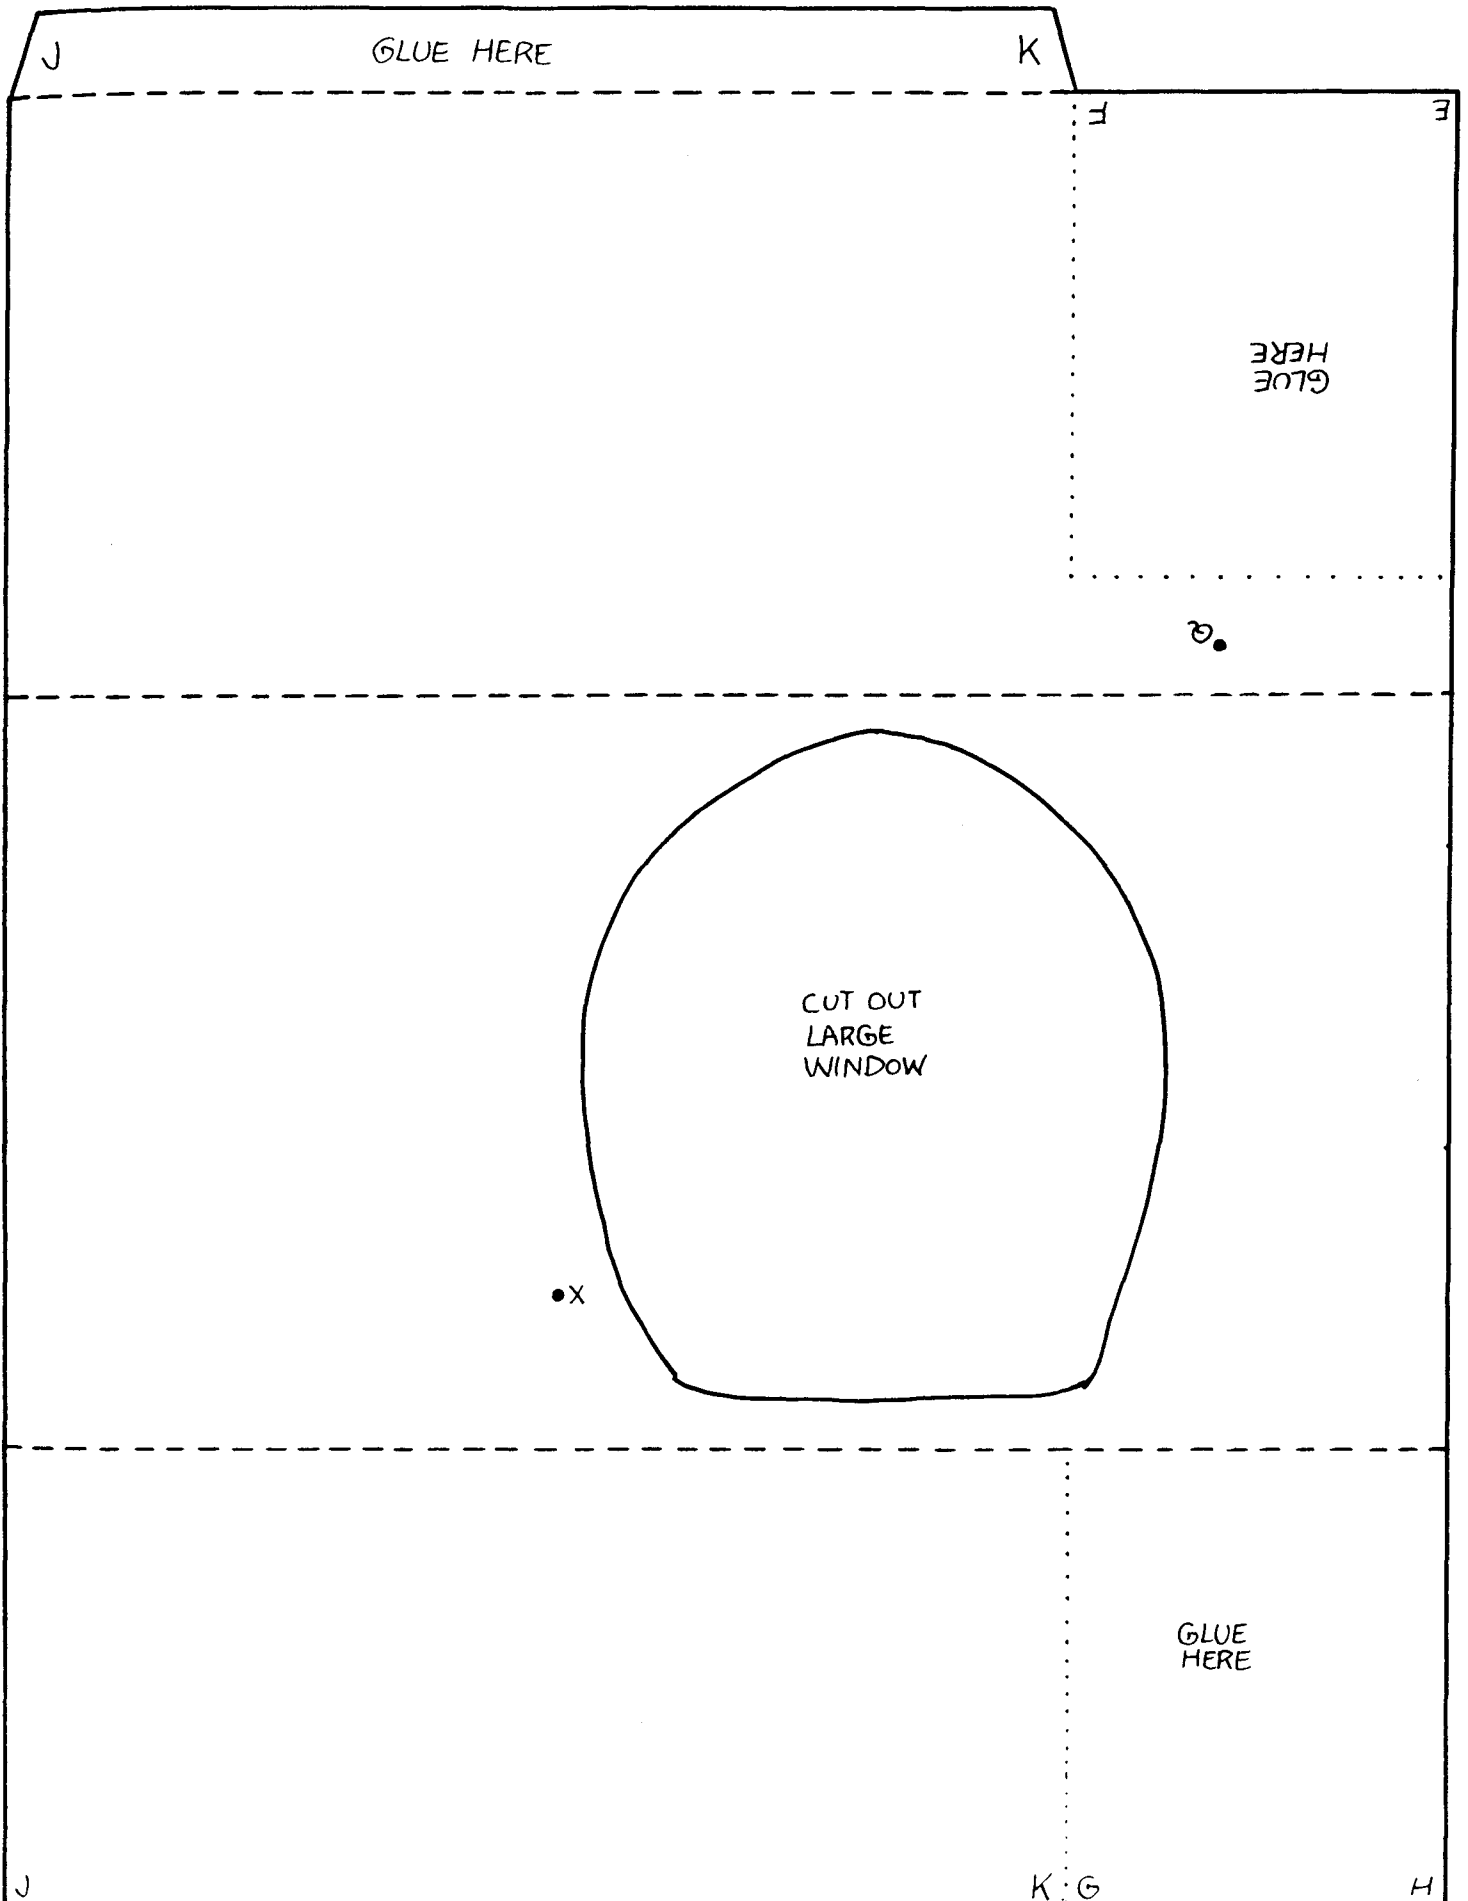 J GLUE HERE K
F E
GLUE
HERE
Q
CUT OUT
LARGE
WINDOW
X
GLUE
HERE
J K G H